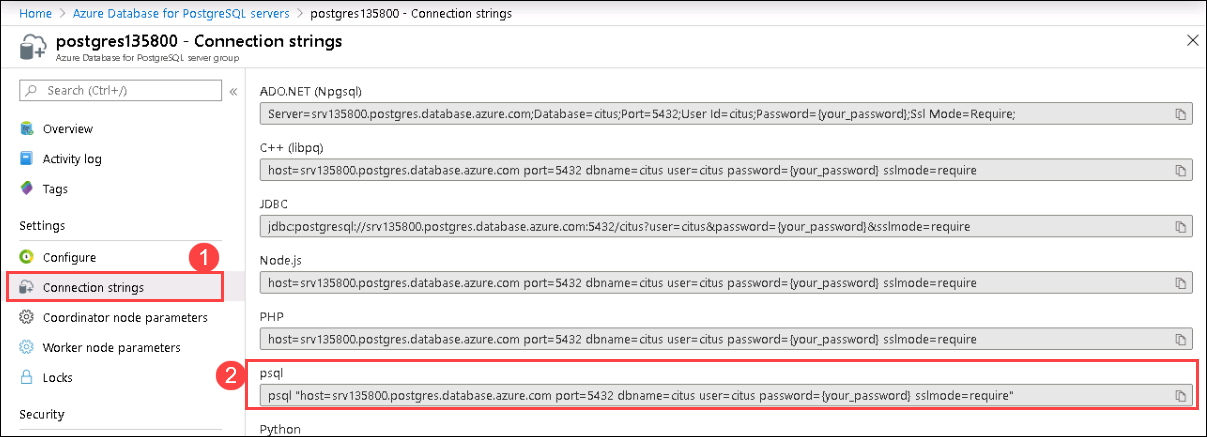 Home > Azure Database for PostgreSQL servers > postgres135800 - Connection strings
postgres135800 - Connection strings
Azure Database for PostgreSQL server group
Search (Ctrl+/)
«
Overview
Activity log
Tags
Settings
Configure
1
Connection strings
Coordinator node parameters
Worker node parameters
Locks
Security
ADO.NET (Npgsql)
Server=srv135800.postgres.database.azure.com;Database=citus;Port=5432;User Id=citus;Password={your_password};Ssl Mode=Require;
C++ (libpq)
host=srv135800.postgres.database.azure.com port=5432 dbname=citus user=citus password={your_password} sslmode=require
JDBC
jdbc:postgresql://srv135800.postgres.database.azure.com:5432/citus?user=citus&password={your_password}&sslmode=require
Node.js
host=srv135800.postgres.database.azure.com port=5432 dbname=citus user=citus password={your_password} sslmode=require
PHP
host=srv135800.postgres.database.azure.com port=5432 dbname=citus user=citus password={your_password} sslmode=require
2
psql
psql "host=srv135800.postgres.database.azure.com port=5432 dbname=citus user=citus password={your_password} sslmode=require"
Python